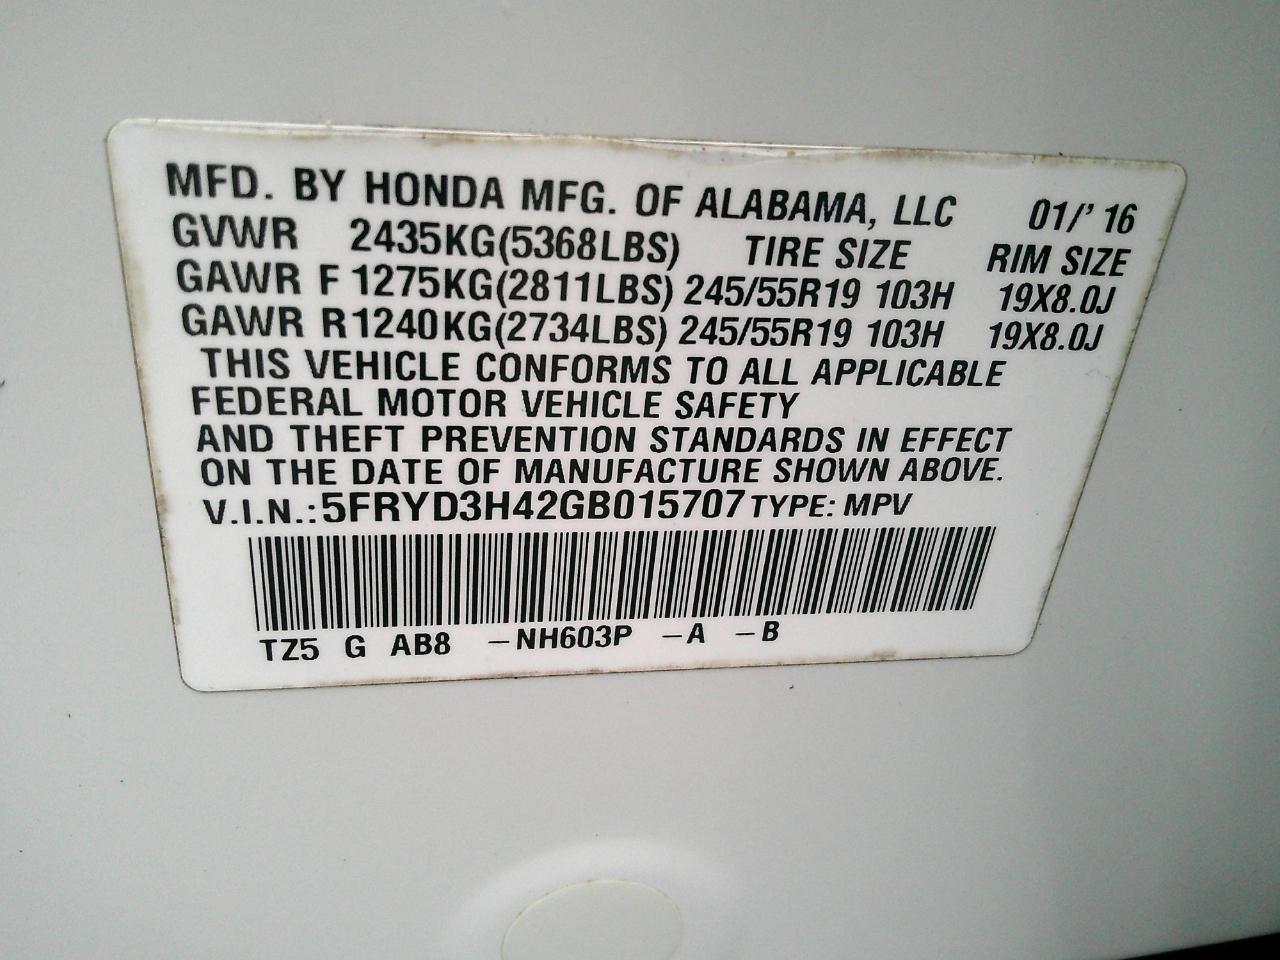 MFD. BY HONDA MFG. OF ALABAMA, LLC 01/'16
GVWR 2435KG(5368LBS) TIRE SIZE RIM SIZE
GAWR F 1275KG(2811LBS) 245/55R19 103H 19X8.0J
GAWR R1240KG(2734LBS) 245/55R19 103H 19X8.0J
THIS VEHICLE CONFORMS TO ALL APPLICABLE
FEDERAL MOTOR VEHICLE SAFETY
AND THEFT PREVENTION STANDARDS IN EFFECT
ON THE DATE OF MANUFACTURE SHOWN ABOVE.
V.I.N.:5FRYD3H42GB015707 TYPE: MPV
TZ5 G AB8 -NH603P -A -B